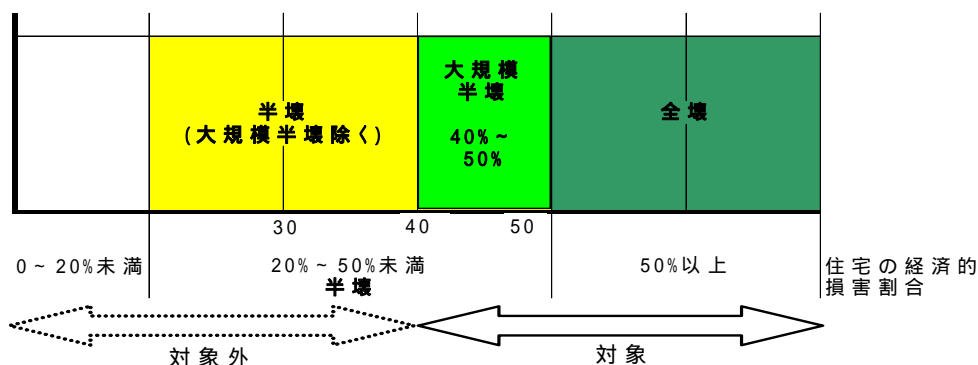 半壊
(大規模半壊除く)
大規模
半壊
40%~
50%
全壊
30
40
50
0~20%未満
20%~50%未満
半壊
50%以上
住宅の経済的
損害割合
対象外
対象